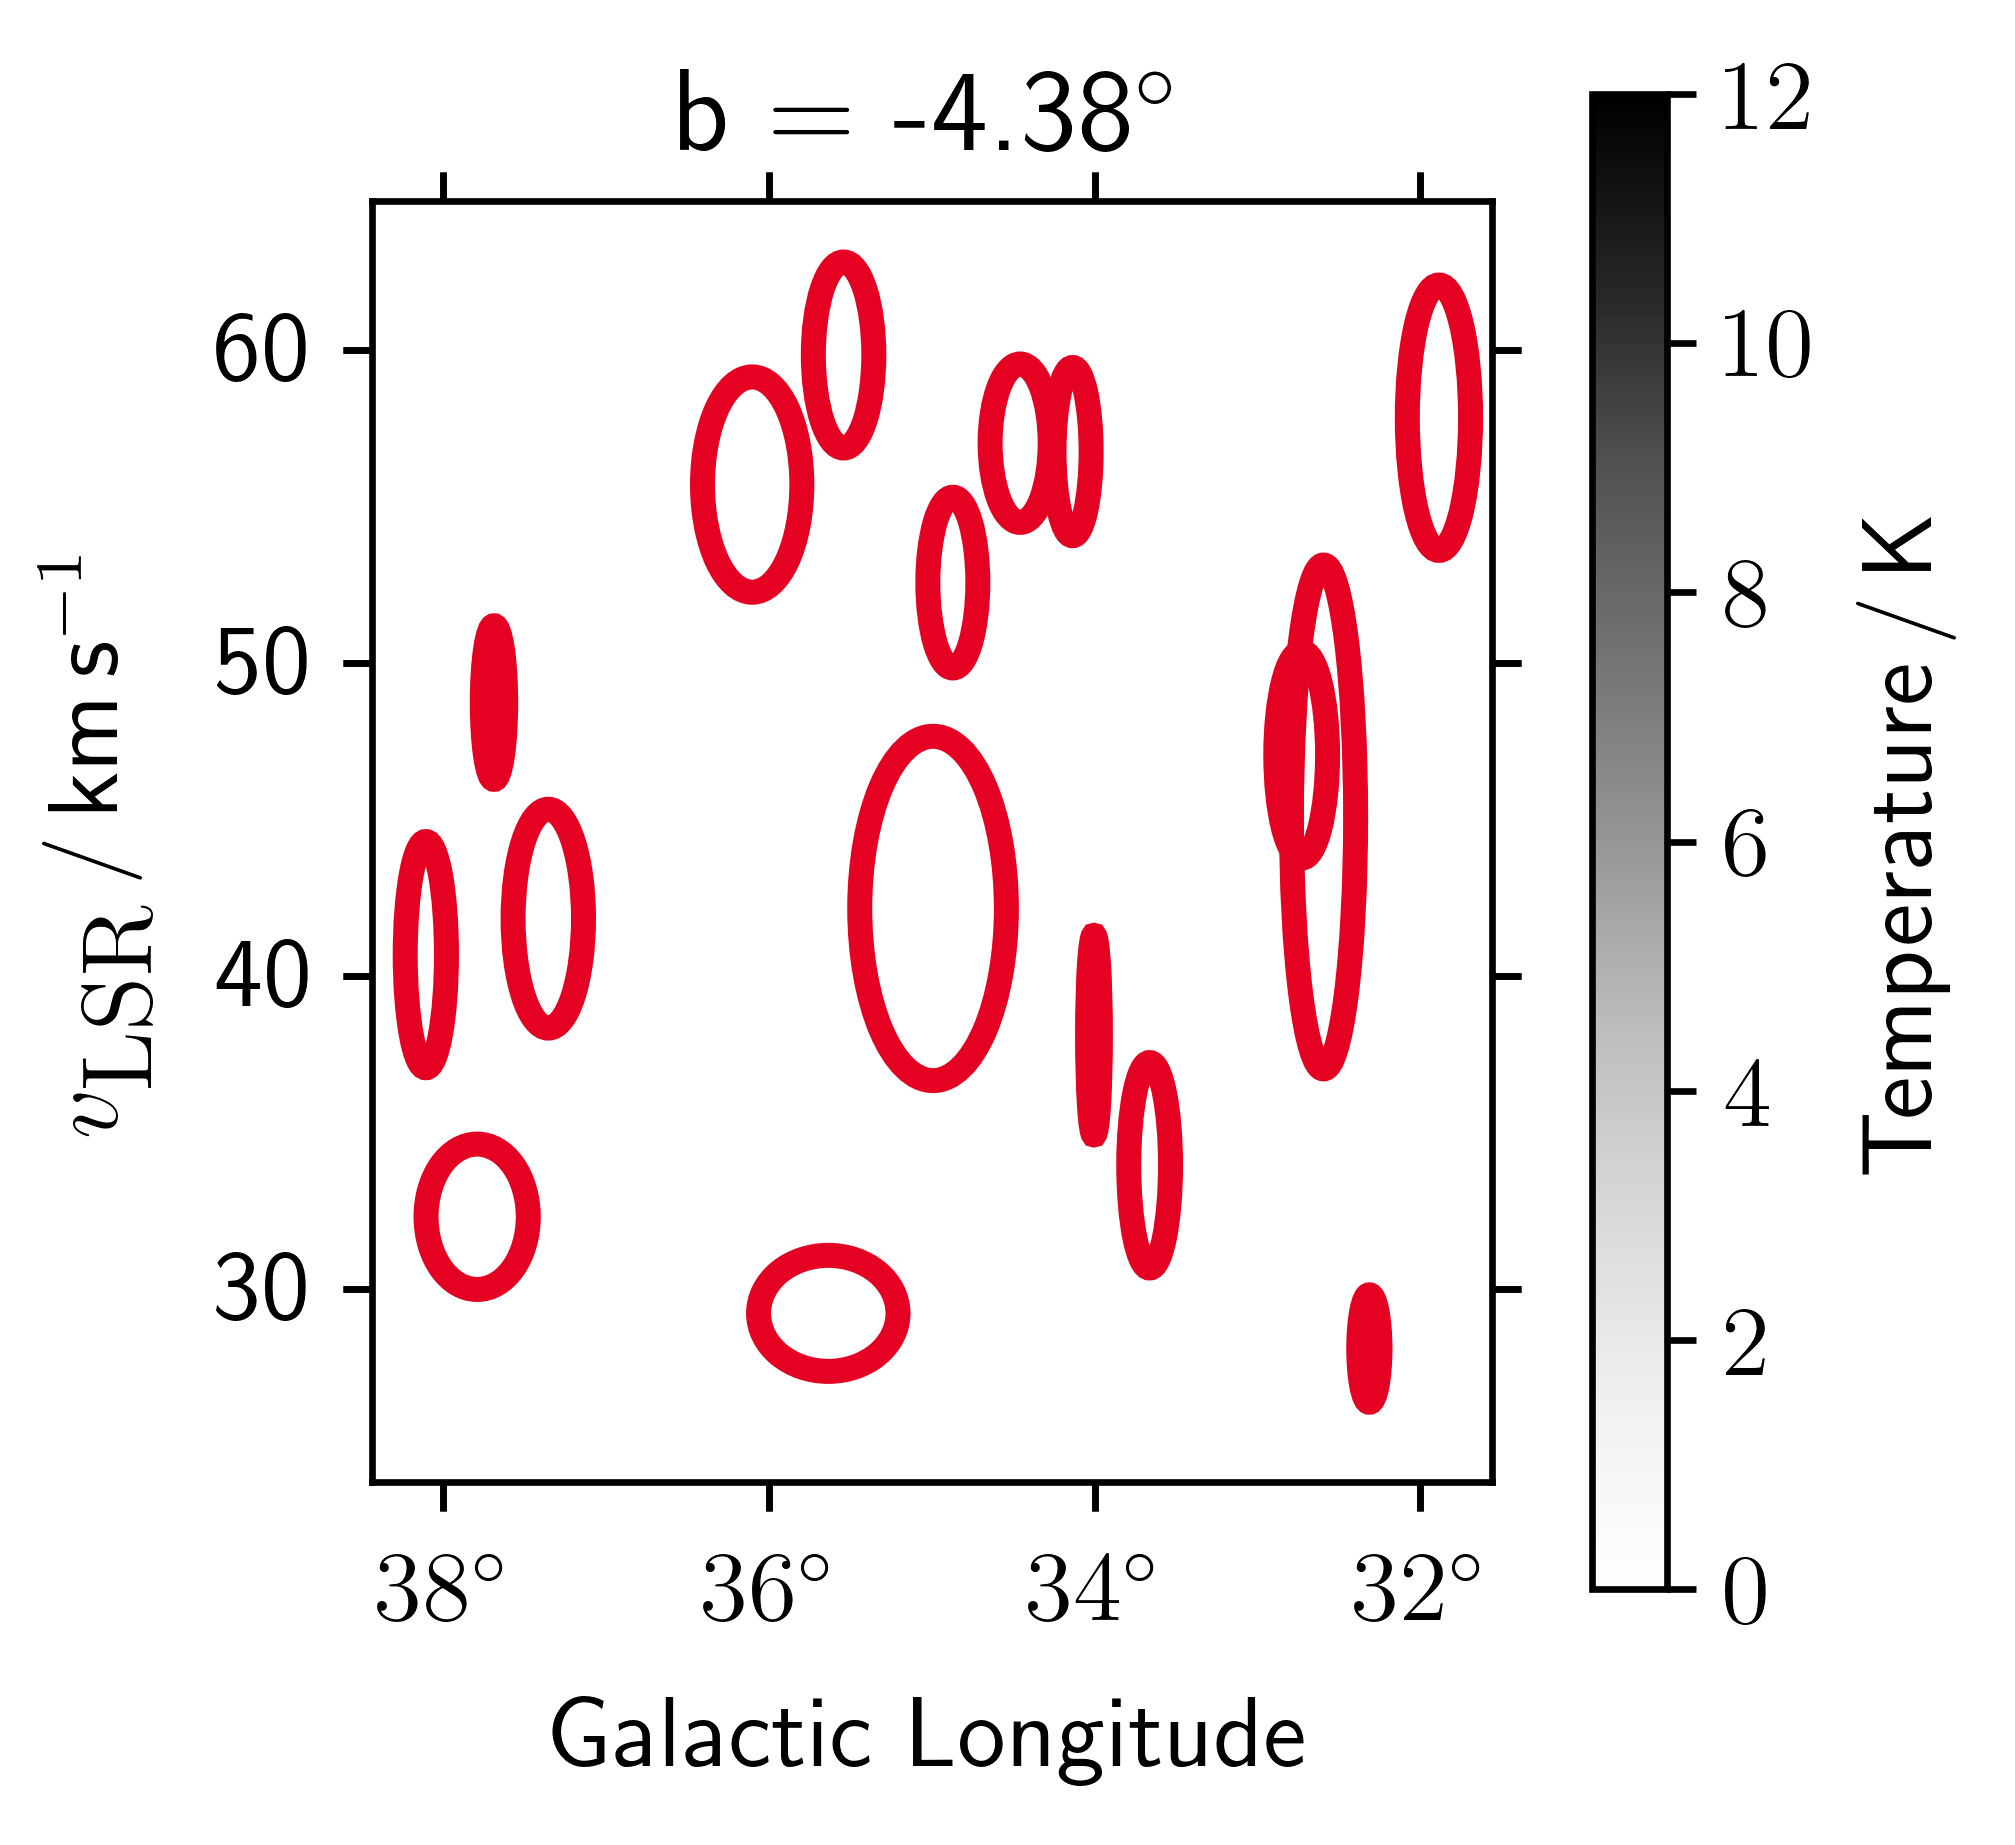 b = -4.38°
60
50
40
30
v_LSR / km s⁻¹
38° 36° 34° 32°
Galactic Longitude
12
10
8
6
4
2
0
Temperature / K